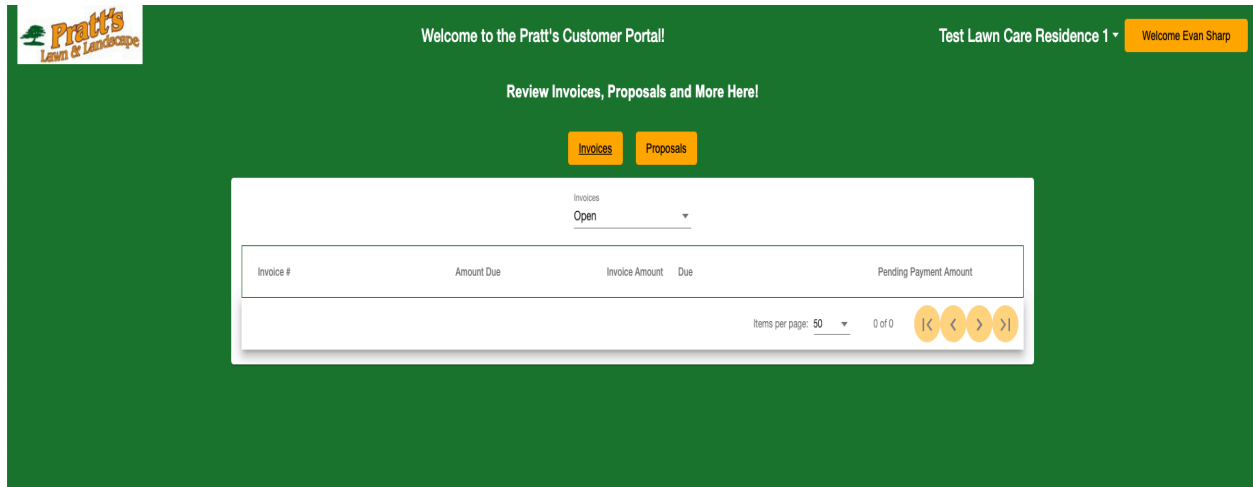 Pratt's
Lawn & Landscape
Welcome to the Pratt's Customer Portal!
Test Lawn Care Residence 1
Welcome Evan Sharp
Review Invoices, Proposals and More Here!
Invoices
Proposals
Invoices
Open
Invoice # Amount Due Invoice Amount Due Pending Payment Amount
Items per page: 50 0 of 0